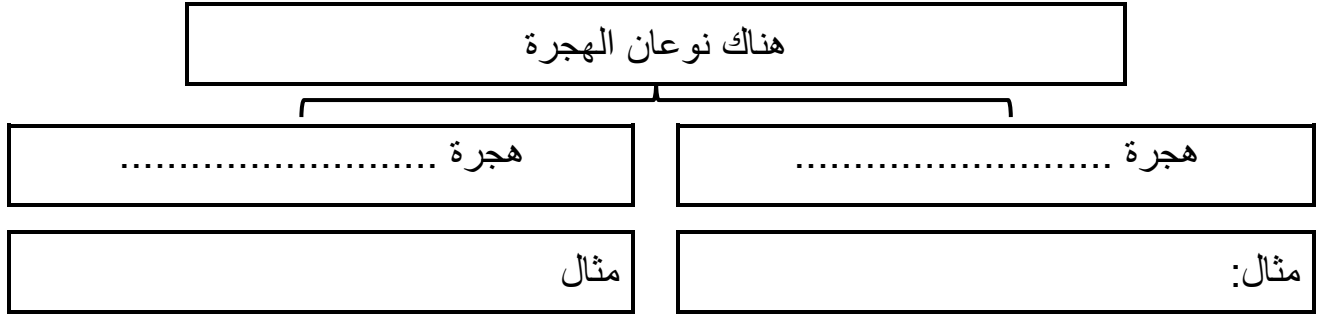 هناك نوعان الهجرة
هجرة ...........................
هجرة ...........................
مثال:
مثال